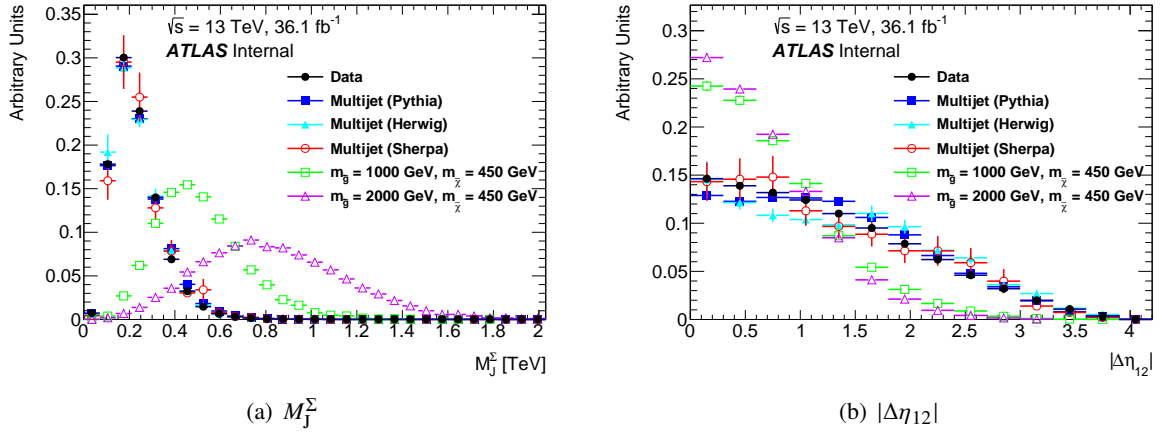 √s = 13 TeV, 36.1 fb⁻¹
ATLAS Internal
Arbitrary Units
Data
Multijet (Pythia)
Multijet (Herwig)
Multijet (Sherpa)
m_g̃ = 1000 GeV, m_χ̃ = 450 GeV
m_g̃ = 2000 GeV, m_χ̃ = 450 GeV
0.3
0.25
0.2
0.15
0.1
0.05
0
0 0.2 0.4 0.6 0.8 1 1.2 1.4 1.6 1.8 2
M_J^Σ [TeV]
(a) M_J^Σ
√s = 13 TeV, 36.1 fb⁻¹
ATLAS Internal
Arbitrary Units
Data
Multijet (Pythia)
Multijet (Herwig)
Multijet (Sherpa)
m_g̃ = 1000 GeV, m_χ̃ = 450 GeV
m_g̃ = 2000 GeV, m_χ̃ = 450 GeV
0.3
0.25
0.2
0.15
0.1
0.05
0
0 0.5 1 1.5 2 2.5 3 3.5 4
|Δη₁₂|
(b) |Δη₁₂|